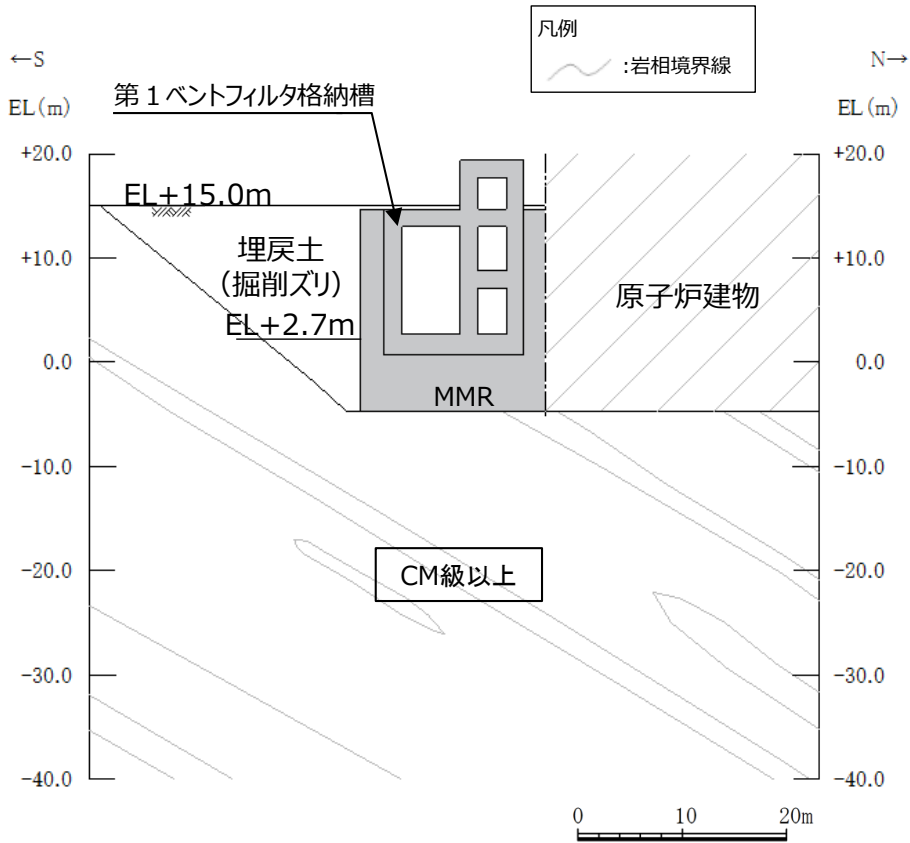 凡例
:岩相境界線
←S
N→
EL(m)
EL(m)
第1ベントフィルタ格納槽
+20.0
+20.0
EL+15.0m
+10.0
+10.0
埋戻土
(掘削ズリ)
原子炉建物
EL+2.7m
0.0
0.0
MMR
-10.0
-10.0
CM級以上
-20.0
-20.0
-30.0
-30.0
-40.0
-40.0
0 10 20m